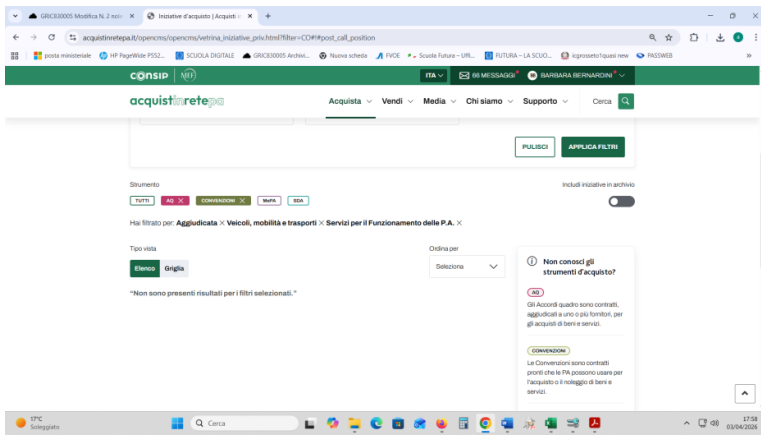 GRIC830005 Modifica N. 2 nole
Iniziative d'acquisto | Acquisti i
acquistinretepa.it/opencms/opencms/vetrina_iniziative_priv.html?filter=CO#!#post_call_position
posta ministeriale HP PageWide P552... SCUOLA DIGITALE GRIC830005 Archivi... Nuova scheda FVOE Scuola Futura – Uffi... FUTURA – LA SCUO... icgrosseto1quasi new PASSWEB
consip MEF ITA 66 MESSAGGI BARBARA BERNARDINI
acquistinretepa Acquista Vendi Media Chi siamo Supporto Cerca
PULISCI APPLICA FILTRI
Strumento Includi iniziative in archivio
TUTTI AQ CONVENZIONI MePA SDA
Hai filtrato per: Aggiudicata × Veicoli, mobilità e trasporti × Servizi per il Funzionamento delle P.A. ×
Tipo vista Ordina per
Elenco Griglia Seleziona
"Non sono presenti risultati per i filtri selezionati."
Non conosci gli
strumenti d'acquisto?
AQ
Gli Accordi quadro sono contratti,
aggiudicati a uno o più fornitori, per
gli acquisti di beni e servizi.
CONVENZIONI
Le Convenzioni sono contratti
pronti che le PA possono usare per
l'acquisto o il noleggio di beni e
servizi.
17°C
Soleggiato
Cerca
17:58
03/04/2026